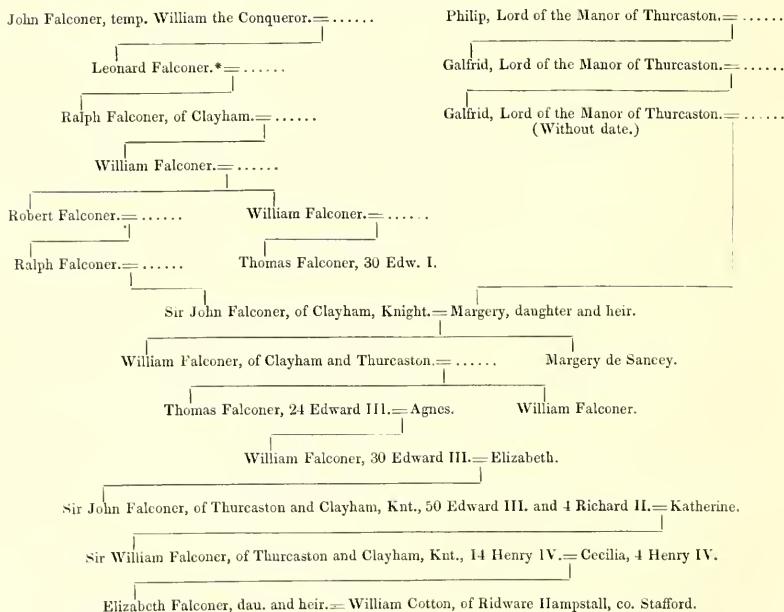 John Falconer, temp. William the Conqueror.=...... Philip, Lord of the Manor of Thurcaston.=......
Leonard Falconer.*=...... Galfrid, Lord of the Manor of Thurcaston.=......
Ralph Falconer, of Clayham.=...... Galfrid, Lord of the Manor of Thurcaston.=......
(Without date.)
William Falconer.=......
Robert Falconer.=...... William Falconer.=......
Ralph Falconer.=...... Thomas Falconer, 30 Edw. I.
Sir John Falconer, of Clayham, Knight.=Margery, daughter and heir.
William Falconer, of Clayham and Thurcaston.=...... Margery de Sancey.
Thomas Falconer, 24 Edward III.=Agnes. William Falconer.
William Falconer, 30 Edward III.=Elizabeth.
Sir John Falconer, of Thurcaston and Clayham, Knt., 50 Edward III. and 4 Richard II.=Katherine.
Sir William Falconer, of Thurcaston and Clayham, Knt., 14 Henry IV.=Cecilia, 4 Henry IV.
Elizabeth Falconer, dau. and heir.=William Cotton, of Ridware Hampstall, co. Stafford.